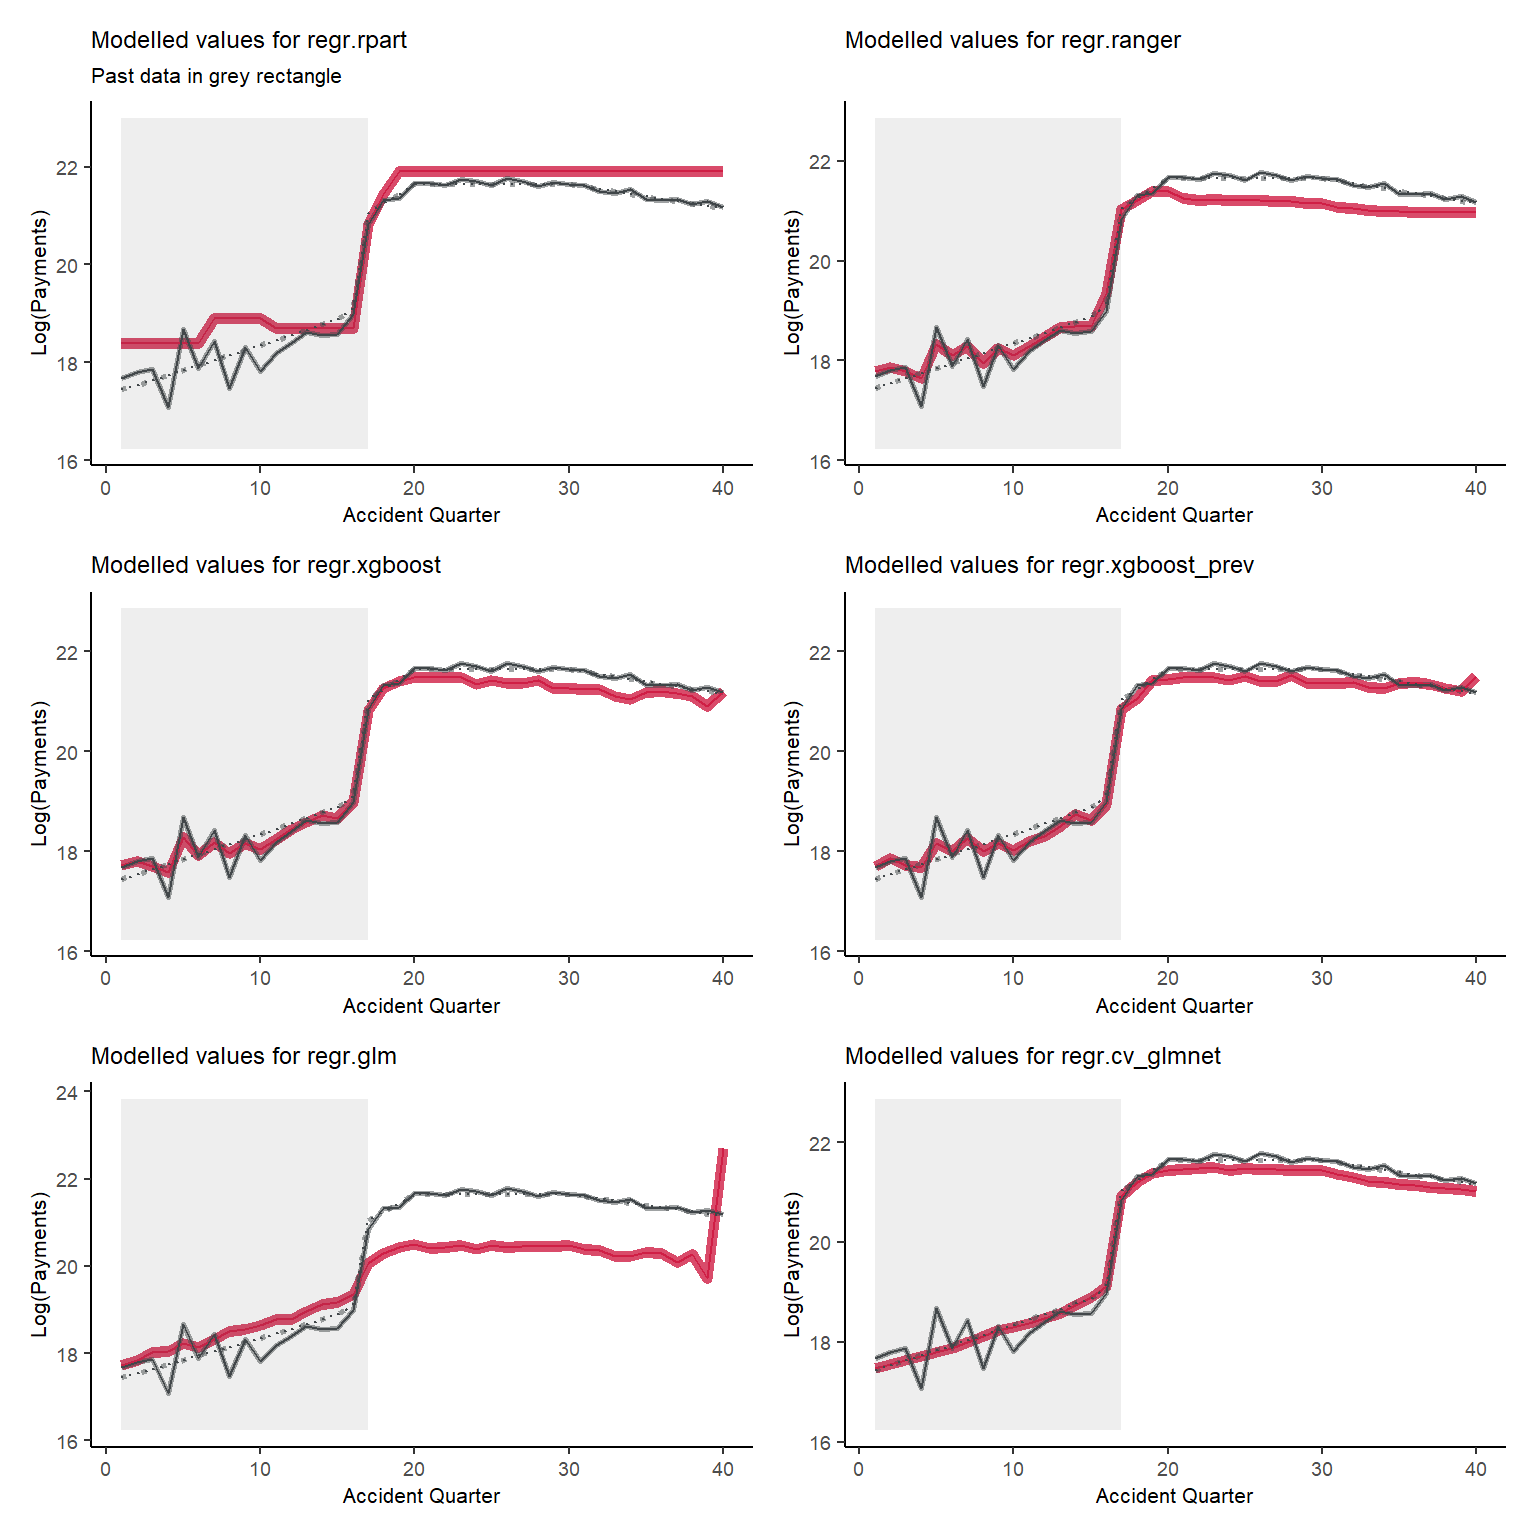 Modelled values for regr.rpart
Past data in grey rectangle
Log(Payments)
22
20
18
16
0 10 20 30 40
Accident Quarter
Modelled values for regr.ranger
Log(Payments)
22
20
18
16
0 10 20 30 40
Accident Quarter
Modelled values for regr.xgboost
Log(Payments)
22
20
18
16
0 10 20 30 40
Accident Quarter
Modelled values for regr.xgboost_prev
Log(Payments)
22
20
18
16
0 10 20 30 40
Accident Quarter
Modelled values for regr.glm
Log(Payments)
24
22
20
18
16
0 10 20 30 40
Accident Quarter
Modelled values for regr.cv_glmnet
Log(Payments)
22
20
18
16
0 10 20 30 40
Accident Quarter